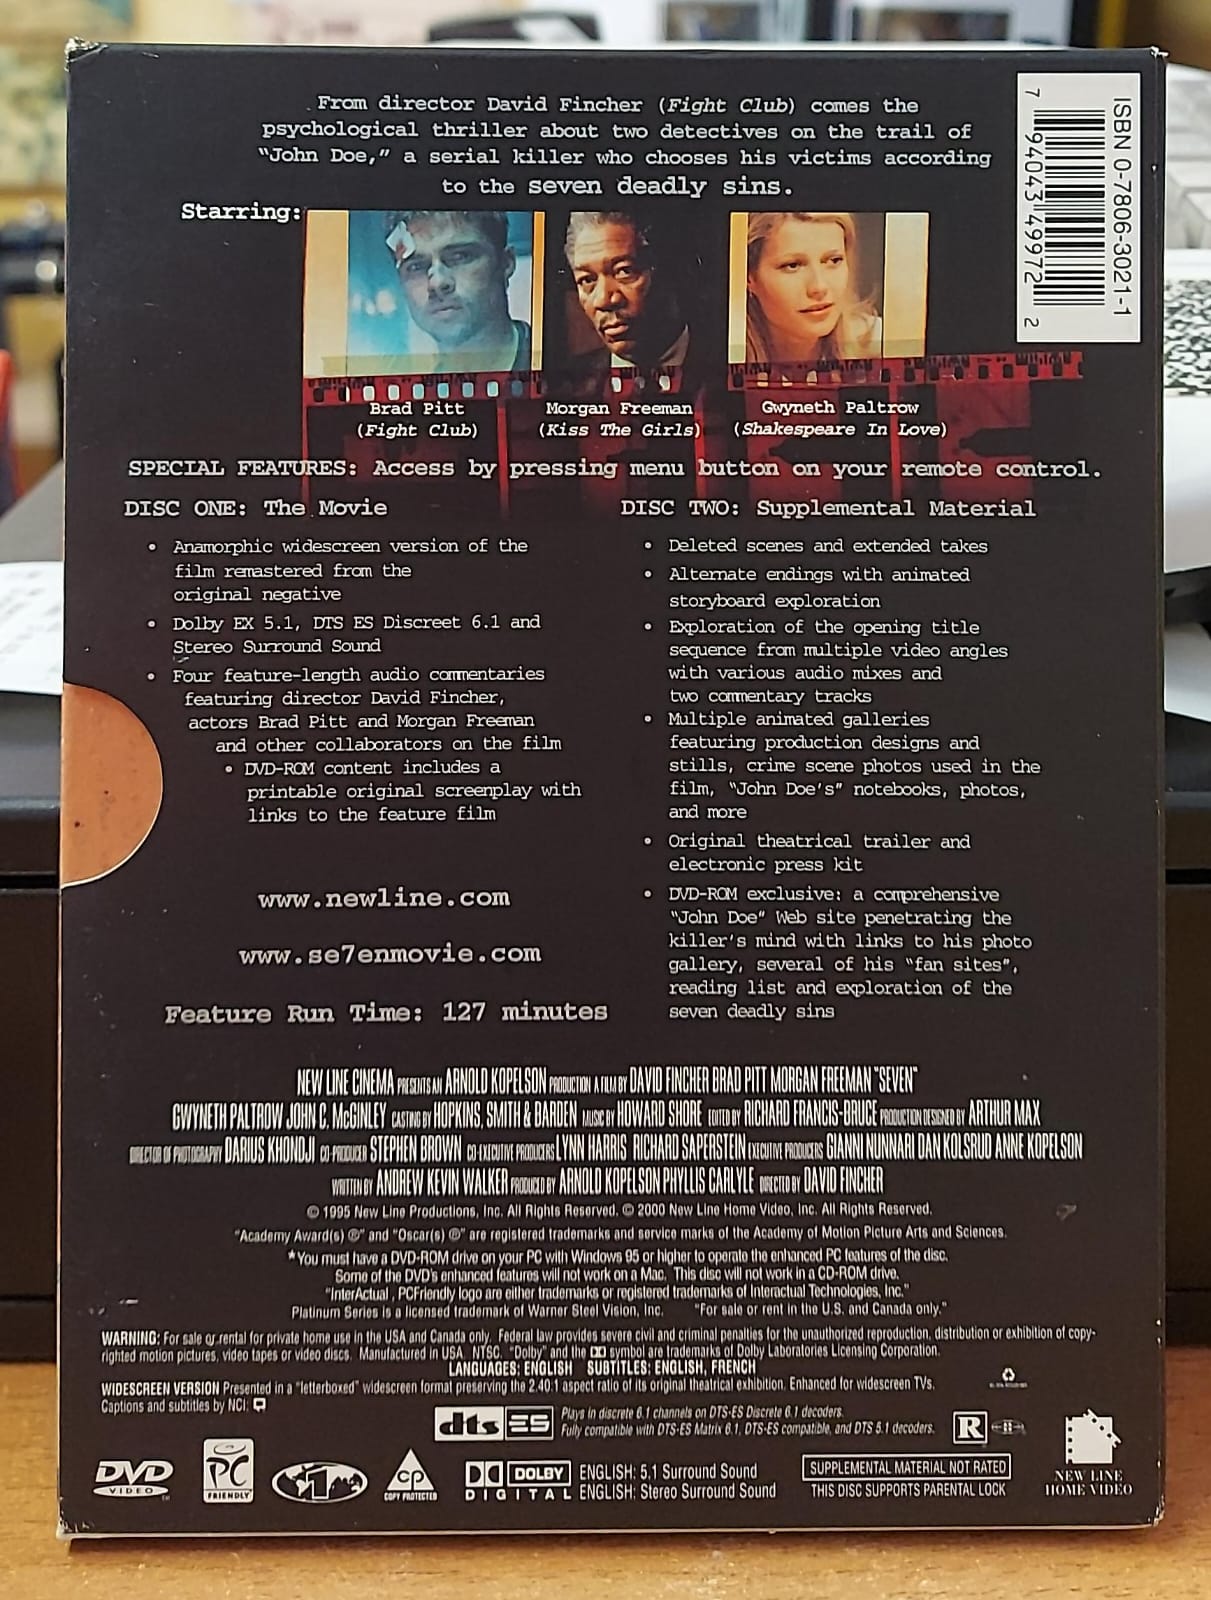 From director David Fincher (Fight Club) comes the
psychological thriller about two detectives on the trail of
"John Doe," a serial killer who chooses his victims according
to the seven deadly sins.
ISBN 0-7806-3021-1
7 94043 49972 2
Starring:
Brad Pitt
(Fight Club)
Morgan Freeman
(Kiss The Girls)
Gwyneth Paltrow
(Shakespeare In Love)
SPECIAL FEATURES: Access by pressing menu button on your remote control.
DISC ONE: The Movie
• Anamorphic widescreen version of the
film remastered from the
original negative
• Dolby EX 5.1, DTS ES Discreet 6.1 and
Stereo Surround Sound
• Four feature-length audio commentaries
featuring director David Fincher,
actors Brad Pitt and Morgan Freeman
and other collaborators on the film
• DVD-ROM content includes a
printable original screenplay with
links to the feature film
www.newline.com
www.se7enmovie.com
Feature Run Time: 127 minutes
DISC TWO: Supplemental Material
• Deleted scenes and extended takes
• Alternate endings with animated
storyboard exploration
• Exploration of the opening title
sequence from multiple video angles
with various audio mixes and
two commentary tracks
• Multiple animated galleries
featuring production designs and
stills, crime scene photos used in the
film, "John Doe's" notebooks, photos,
and more
• Original theatrical trailer and
electronic press kit
• DVD-ROM exclusive: a comprehensive
"John Doe" Web site penetrating the
killer's mind with links to his photo
gallery, several of his "fan sites",
reading list and exploration of the
seven deadly sins
NEW LINE CINEMA PRESENTS AN ARNOLD KOPELSON PRODUCTION A FILM BY DAVID FINCHER BRAD PITT MORGAN FREEMAN "SEVEN"
GWYNETH PALTROW JOHN C. McGINLEY CASTING BY HOPKINS, SMITH & BARDEN MUSIC BY HOWARD SHORE EDITED BY RICHARD FRANCIS-BRUCE PRODUCTION DESIGNED BY ARTHUR MAX
DIRECTOR OF PHOTOGRAPHY DARIUS KHONDJI CO-PRODUCER STEPHEN BROWN CO-EXECUTIVE PRODUCERS LYNN HARRIS RICHARD SAPERSTEIN EXECUTIVE PRODUCERS GIANNI NUNNARI DAN KOLSRUD ANNE KOPELSON
WRITTEN BY ANDREW KEVIN WALKER PRODUCED BY ARNOLD KOPELSON PHYLLIS CARLYLE DIRECTED BY DAVID FINCHER
© 1995 New Line Productions, Inc. All Rights Reserved. © 2000 New Line Home Video, Inc. All Rights Reserved.
"Academy Award(s) ®" and "Oscar(s) ®" are registered trademarks and service marks of the Academy of Motion Picture Arts and Sciences.
*You must have a DVD-ROM drive on your PC with Windows 95 or higher to operate the enhanced PC features of the disc.
Some of the DVD's enhanced features will not work on a Mac. This disc will not work in a CD-ROM drive.
"InterActual, PCFriendly logo are either trademarks or registered trademarks of Interactual Technologies, Inc."
Platinum Series is a licensed trademark of Warner Steel Vision, Inc. "For sale or rent in the U.S. and Canada only."
WARNING: For sale or rental for private home use in the USA and Canada only. Federal law provides severe civil and criminal penalties for the unauthorized reproduction, distribution or exhibition of copy-
righted motion pictures, video tapes or video discs. Manufactured in USA. NTSC. "Dolby" and the symbol are trademarks of Dolby Laboratories Licensing Corporation.
LANGUAGES: ENGLISH SUBTITLES: ENGLISH, FRENCH
WIDESCREEN VERSION Presented in a "letterboxed" widescreen format preserving the 2.40:1 aspect ratio of its original theatrical exhibition. Enhanced for widescreen TVs.
Captions and subtitles by NCI.
dts ES
Plays in discrete 6.1 channels on DTS-ES Discrete 6.1 decoders.
Fully compatible with DTS-ES Matrix 6.1, DTS-ES compatible, and DTS 5.1 decoders.
R
DVD
VIDEO
PC
FRIENDLY
1
CP
COPY PROTECTED
DOLBY
DIGITAL
ENGLISH: 5.1 Surround Sound
ENGLISH: Stereo Surround Sound
SUPPLEMENTAL MATERIAL NOT RATED
THIS DISC SUPPORTS PARENTAL LOCK
NEW LINE
HOME VIDEO